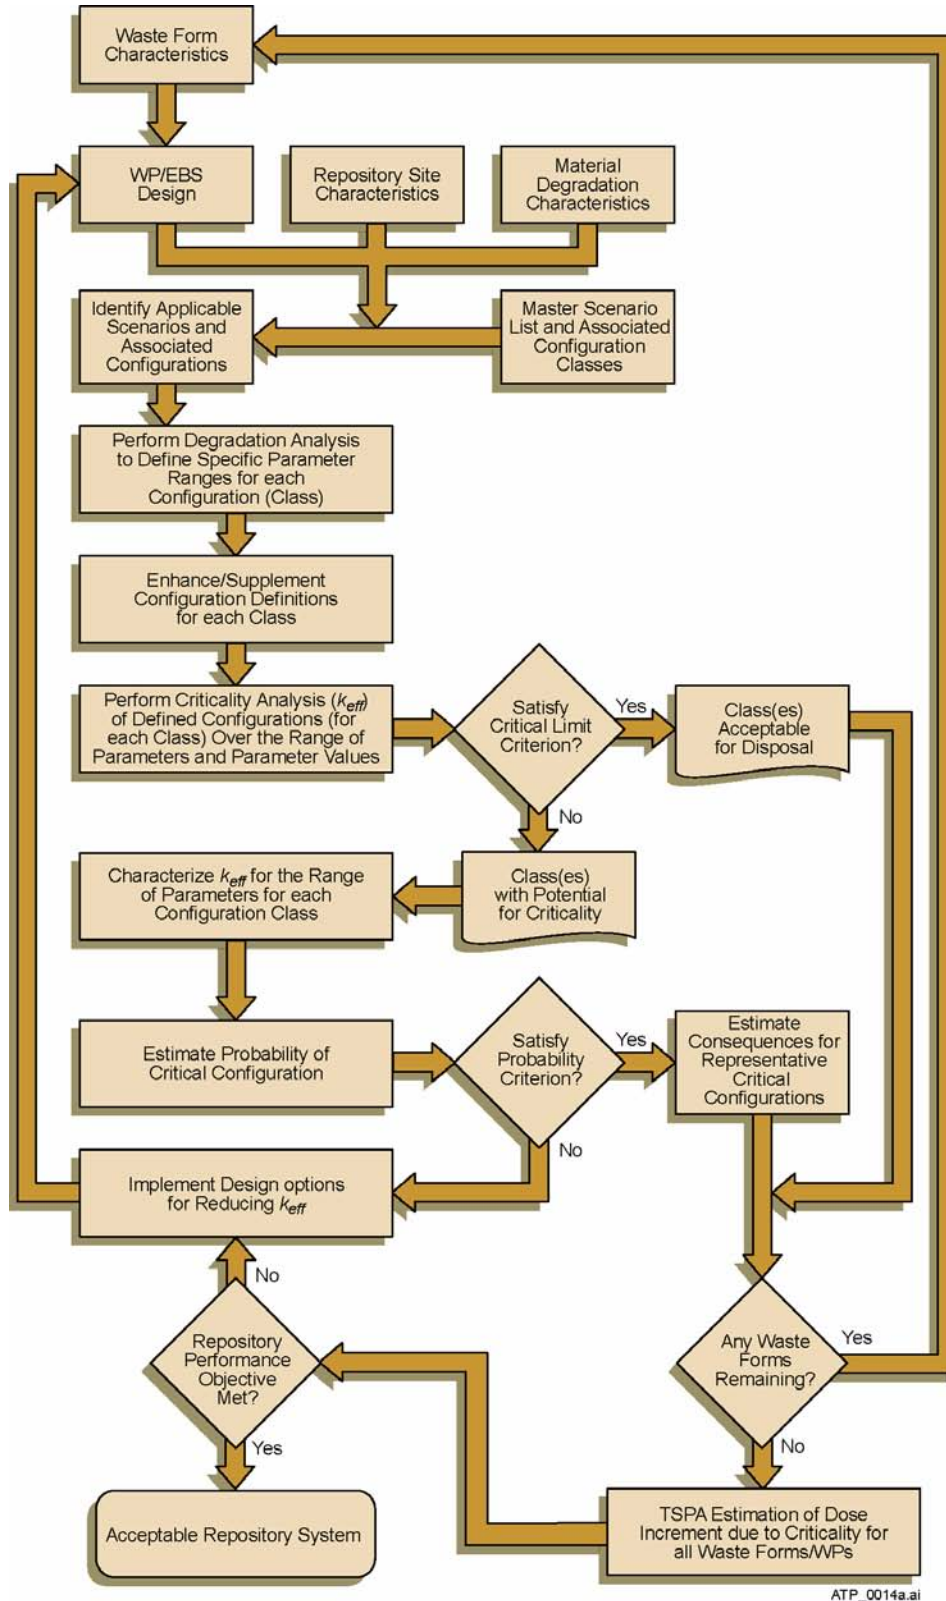 Waste Form
Characteristics
WP/EBS
Design
Repository Site
Characteristics
Material
Degradation
Characteristics
Identify Applicable
Scenarios and
Associated
Configurations
Master Scenario
List and Associated
Configuration
Classes
Perform Degradation Analysis
to Define Specific Parameter
Ranges for each
Configuration (Class)
Enhance/Supplement
Configuration Definitions
for each Class
Perform Criticality Analysis (keff)
of Defined Configurations (for
each Class) Over the Range of
Parameters and Parameter Values
Satisfy
Critical Limit
Criterion?
Yes
Class(es)
Acceptable
for Disposal
No
Class(es)
with Potential
for Criticality
Characterize keff for the Range
of Parameters for each
Configuration Class
Estimate Probability of
Critical Configuration
Satisfy
Probability
Criterion?
Yes
Estimate
Consequences for
Representative
Critical
Configurations
No
Implement Design options
for Reducing keff
No
Repository
Performance
Objective
Met?
Any Waste
Forms
Remaining?
Yes
Yes
No
Acceptable Repository System
TSPA Estimation of Dose
Increment due to Criticality for
all Waste Forms/WPs
ATP_0014a.ai